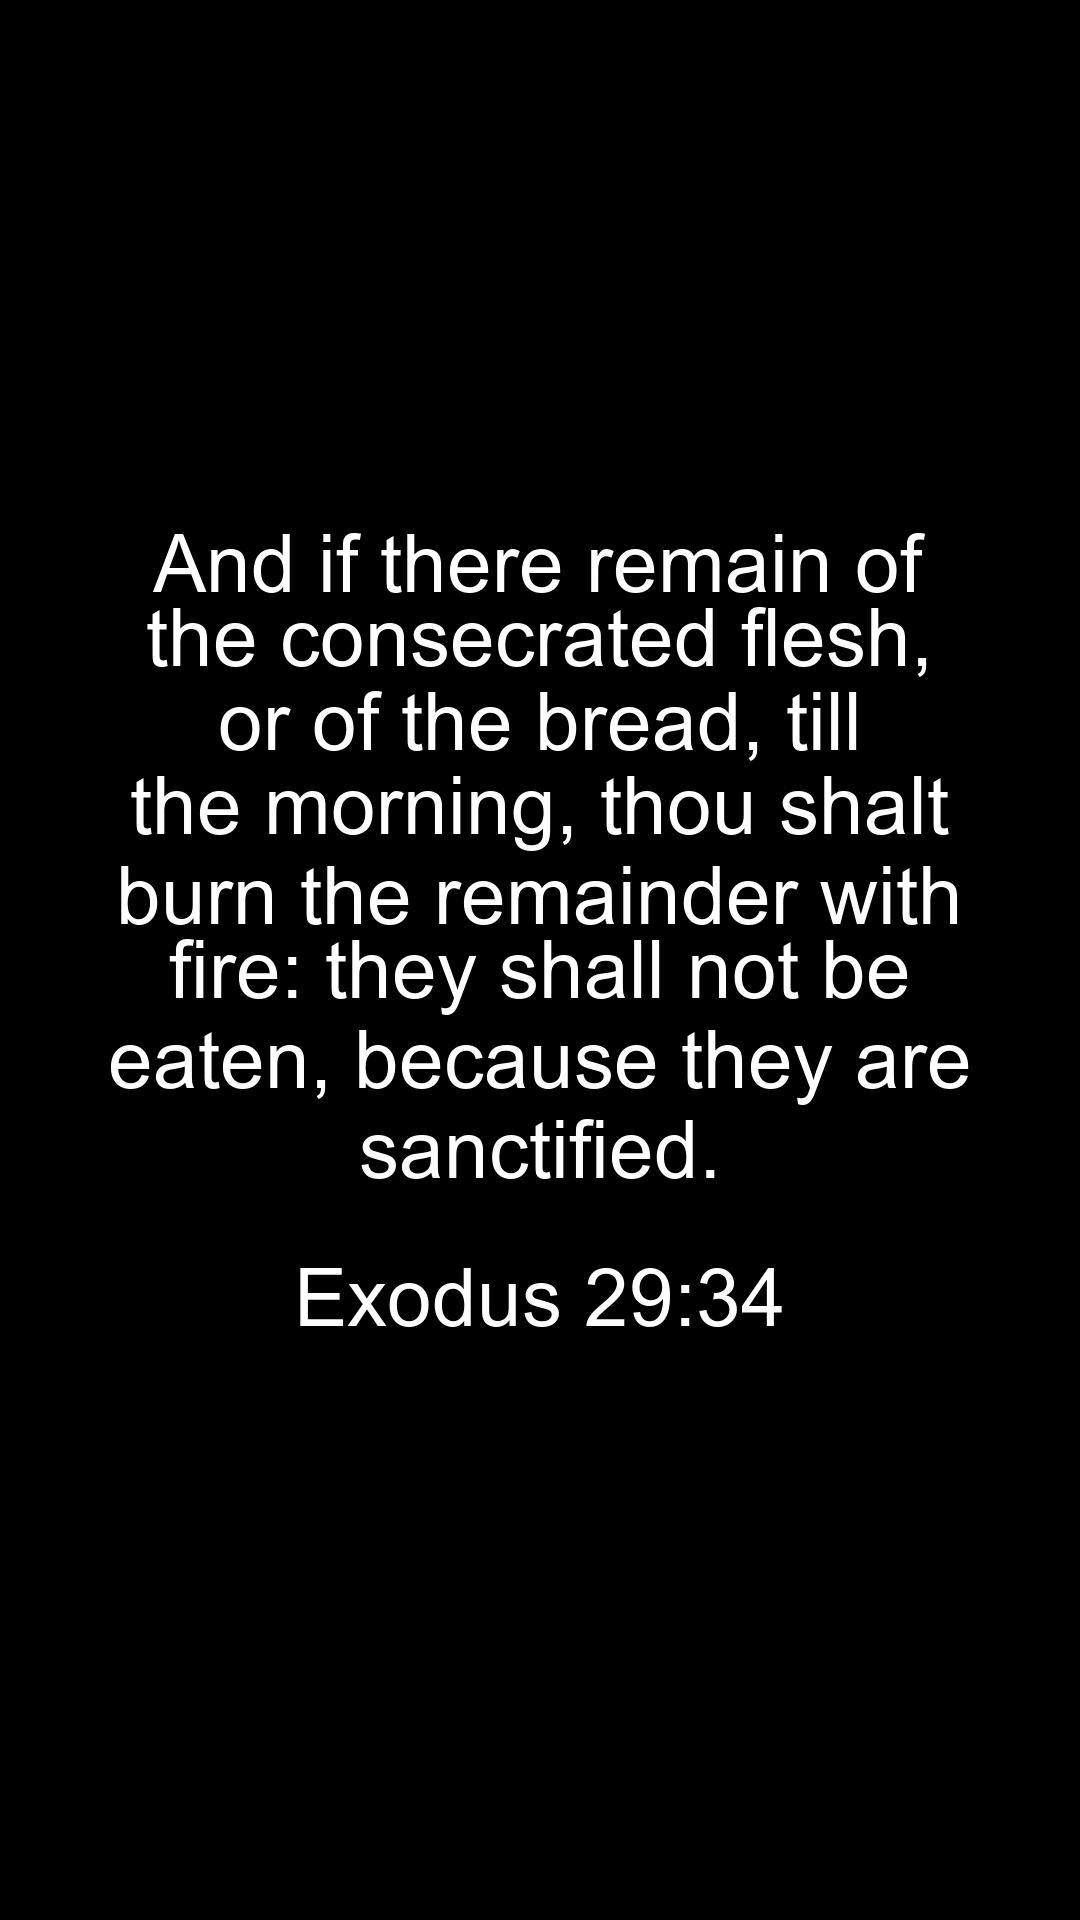 And if there remain of
the consecrated flesh,
or of the bread, till
the morning, thou shalt
burn the remainder with
fire: they shall not be
eaten, because they are
sanctified.
Exodus 29:34